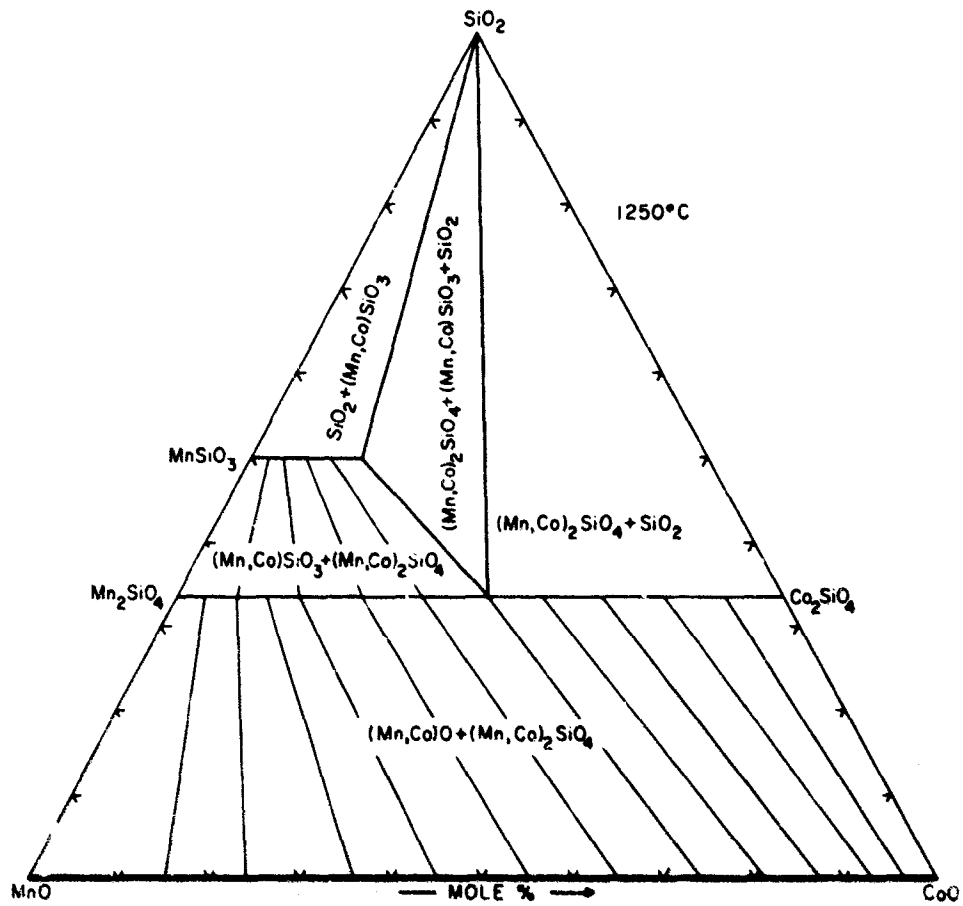 SiO2
1250°C
SiO2+(Mn,Co)SiO3
(Mn,Co)2SiO4+(Mn,Co)SiO3+SiO2
MnSiO3
(Mn,Co)2SiO4+SiO2
(Mn,Co)SiO3+(Mn,Co)2SiO4
Mn2SiO4
Co2SiO4
(Mn,Co)O+(Mn,Co)2SiO4
MnO
MOLE %
CoO